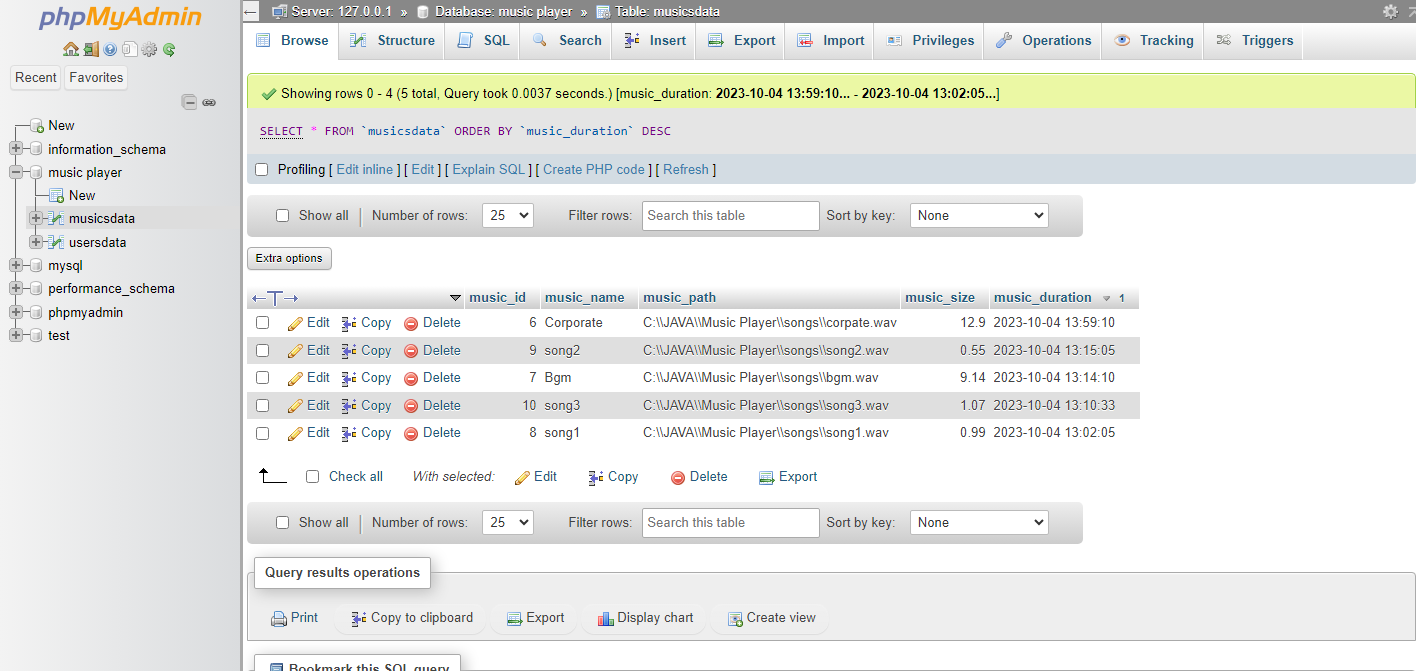 phpMyAdmin
Recent Favorites
New
information_schema
music player
New
musicsdata
usersdata
mysql
performance_schema
phpmyadmin
test
Server: 127.0.0.1 » Database: music player » Table: musicsdata
Browse Structure SQL Search Insert Export Import Privileges Operations Tracking Triggers
Showing rows 0 - 4 (5 total, Query took 0.0037 seconds.) [music_duration: 2023-10-04 13:59:10... - 2023-10-04 13:02:05...]
SELECT * FROM `musicsdata` ORDER BY `music_duration` DESC
Profiling [ Edit inline ] [ Edit ] [ Explain SQL ] [ Create PHP code ] [ Refresh ]
Show all Number of rows: 25 Filter rows: Search this table Sort by key: None
Extra options
←T→ music_id music_name music_path music_size music_duration 1
Edit Copy Delete 6 Corporate C:\\JAVA\\Music Player\\songs\\corpate.wav 12.9 2023-10-04 13:59:10
Edit Copy Delete 9 song2 C:\\JAVA\\Music Player\\songs\\song2.wav 0.55 2023-10-04 13:15:05
Edit Copy Delete 7 Bgm C:\\JAVA\\Music Player\\songs\\bgm.wav 9.14 2023-10-04 13:14:10
Edit Copy Delete 10 song3 C:\\JAVA\\Music Player\\songs\\song3.wav 1.07 2023-10-04 13:10:33
Edit Copy Delete 8 song1 C:\\JAVA\\Music Player\\songs\\song1.wav 0.99 2023-10-04 13:02:05
Check all With selected: Edit Copy Delete Export
Show all Number of rows: 25 Filter rows: Search this table Sort by key: None
Query results operations
Print Copy to clipboard Export Display chart Create view
Bookmark this SQL query